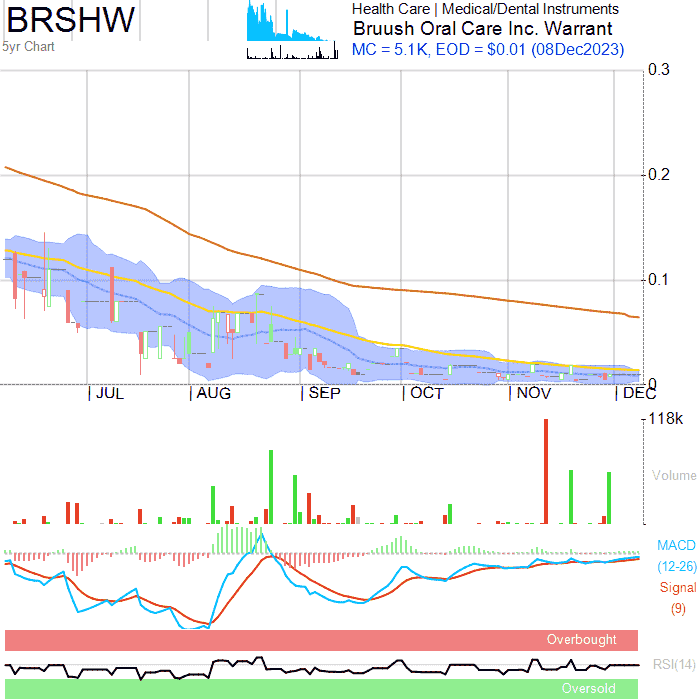 BRSHW
5yr Chart
Health Care | Medical/Dental Instruments
Bruush Oral Care Inc. Warrant
MC = 5.1K, EOD = $0.01 (08Dec2023)
0.3
0.2
0.1
0
JUL AUG SEP OCT NOV DEC
118k
Volume
MACD
(12-26)
Signal
(9)
Overbought
RSI(14)
Oversold